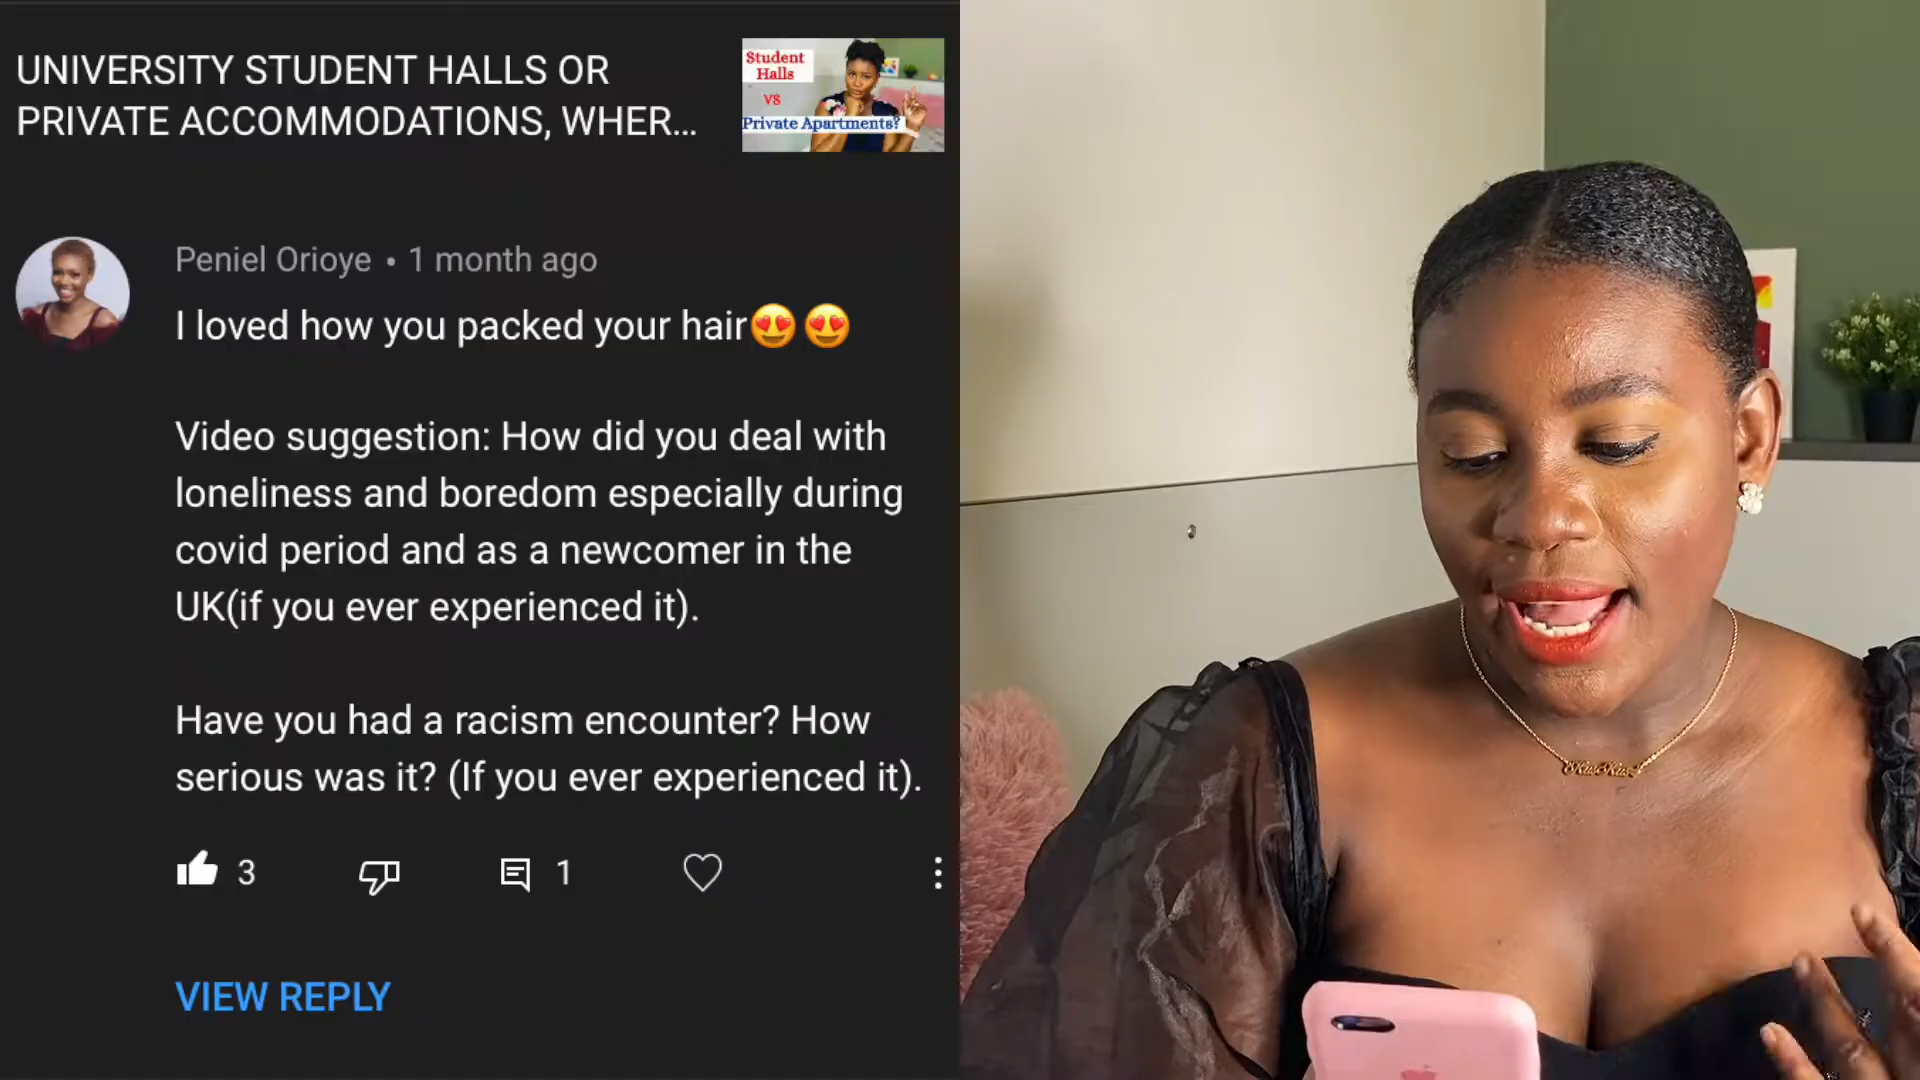 UNIVERSITY STUDENT HALLS OR
PRIVATE ACCOMMODATIONS, WHER...
Student
Halls
VS
Private Apartments?
Peniel Orioye • 1 month ago
I loved how you packed your hair😍😍
Video suggestion: How did you deal with
loneliness and boredom especially during
covid period and as a newcomer in the
UK(if you ever experienced it).
Have you had a racism encounter? How
serious was it? (If you ever experienced it).
3
1
VIEW REPLY